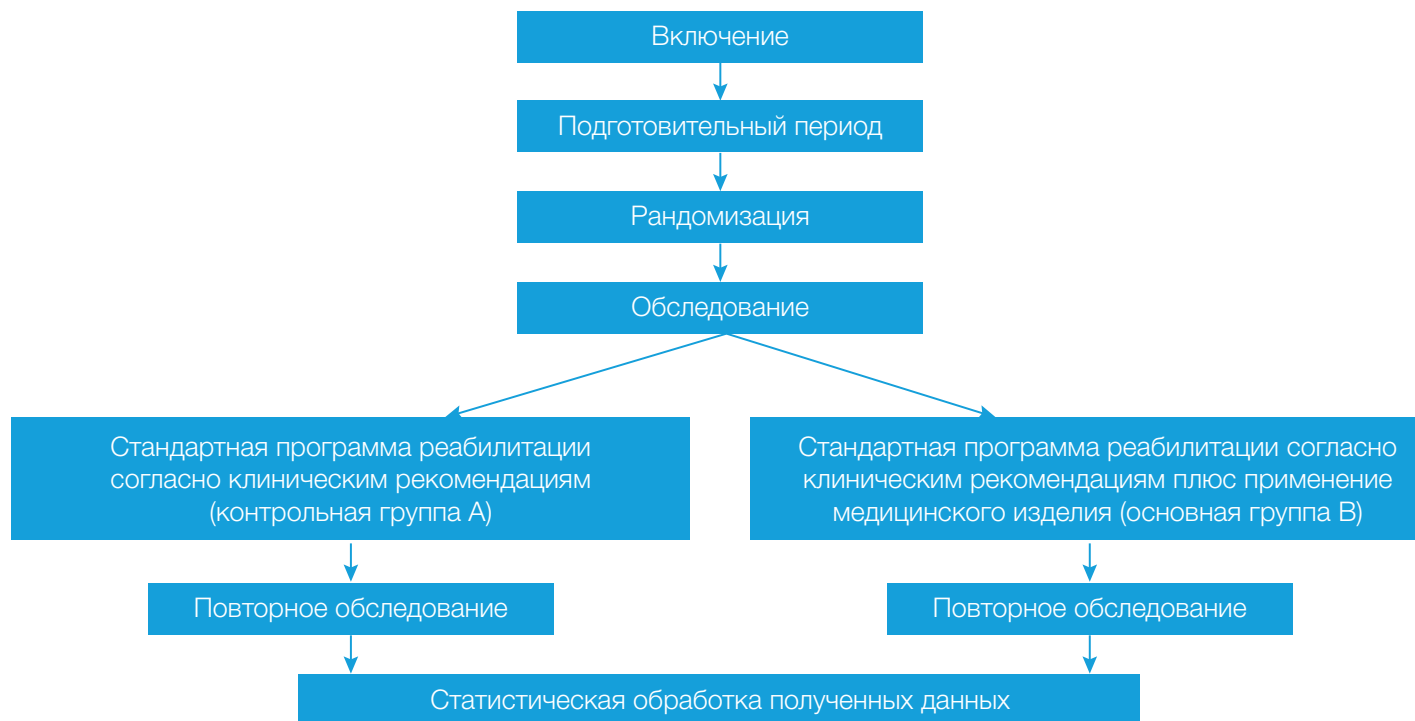 Включение
Подготовительный период
Рандомизация
Обследование
Стандартная программа реабилитации
согласно клиническим рекомендациям
(контрольная группа А)
Стандартная программа реабилитации согласно
клиническим рекомендациям плюс применение
медицинского изделия (основная группа В)
Повторное обследование
Повторное обследование
Статистическая обработка полученных данных